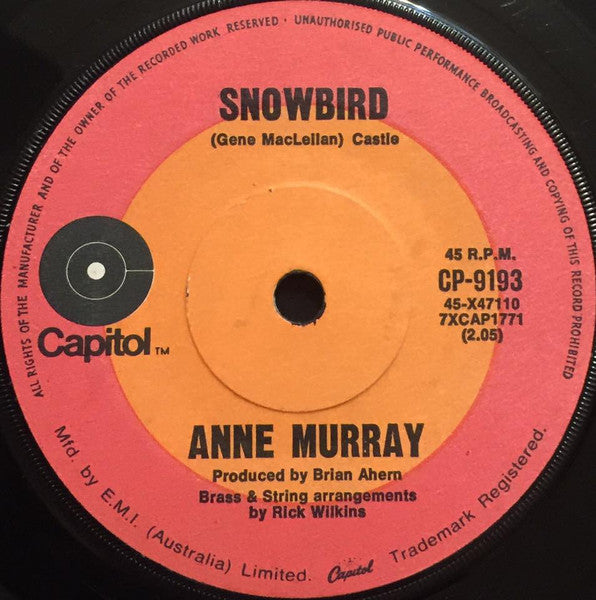 ALL RIGHTS OF THE MANUFACTURER AND OF THE OWNER OF THE RECORDED WORK RESERVED · UNAUTHORISED PUBLIC PERFORMANCE BROADCASTING AND COPYING OF THIS RECORD PROHIBITED
SNOWBIRD
(Gene MacLellan) Castle
45 R.P.M.
CP-9193
45-X47110
7XCAP1771
(2.05)
Capitol TM
ANNE MURRAY
Produced by Brian Ahern
Brass & String arrangements
by Rick Wilkins
Mfd. by E.M.I. (Australia) Limited. Capitol Trademark Registered.